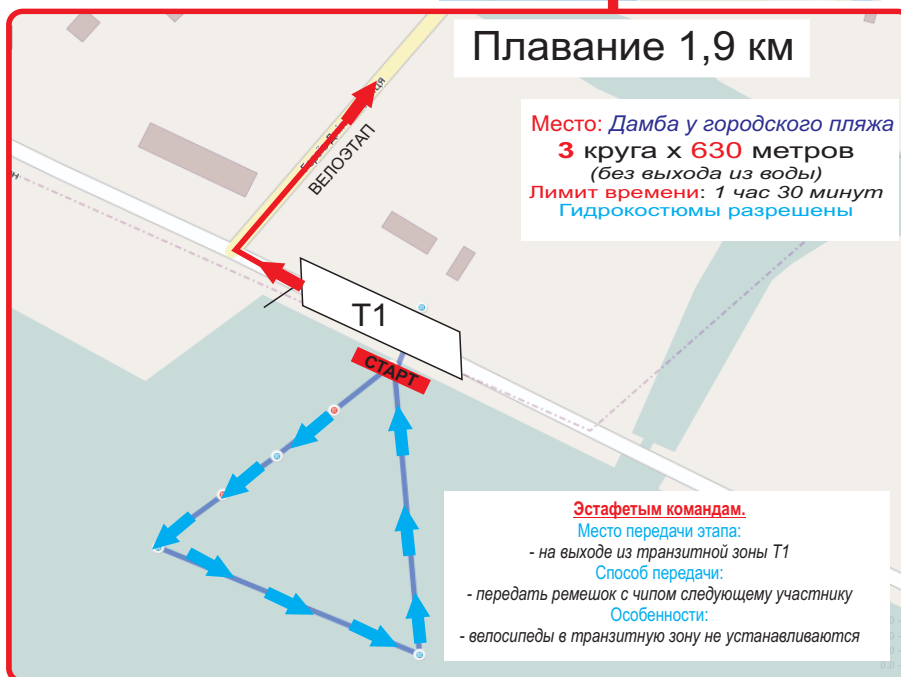 Плавание 1,9 км
Место: Дамба у городского пляжа
3 круга х 630 метров
(без выхода из воды)
Лимит времени: 1 час 30 минут
Гидрокостюмы разрешены
ВЕЛОЭТАП
Т1
СТАРТ
Эстафетым командам.
Место передачи этапа:
- на выходе из транзитной зоны Т1
Способ передачи:
- передать ремешок с чипом следующему участнику
Особенности:
- велосипеды в транзитную зону не устанавливаются